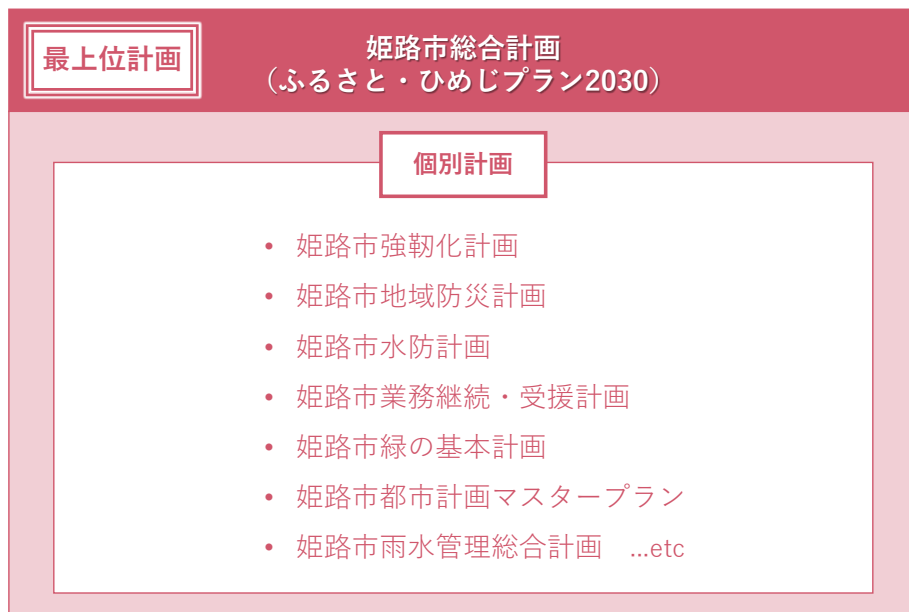 最上位計画
姫路市総合計画
（ふるさと・ひめじプラン2030）
個別計画
• 姫路市強靱化計画
• 姫路市地域防災計画
• 姫路市水防計画
• 姫路市業務継続・受援計画
• 姫路市緑の基本計画
• 姫路市都市計画マスタープラン
• 姫路市雨水管理総合計画　…etc